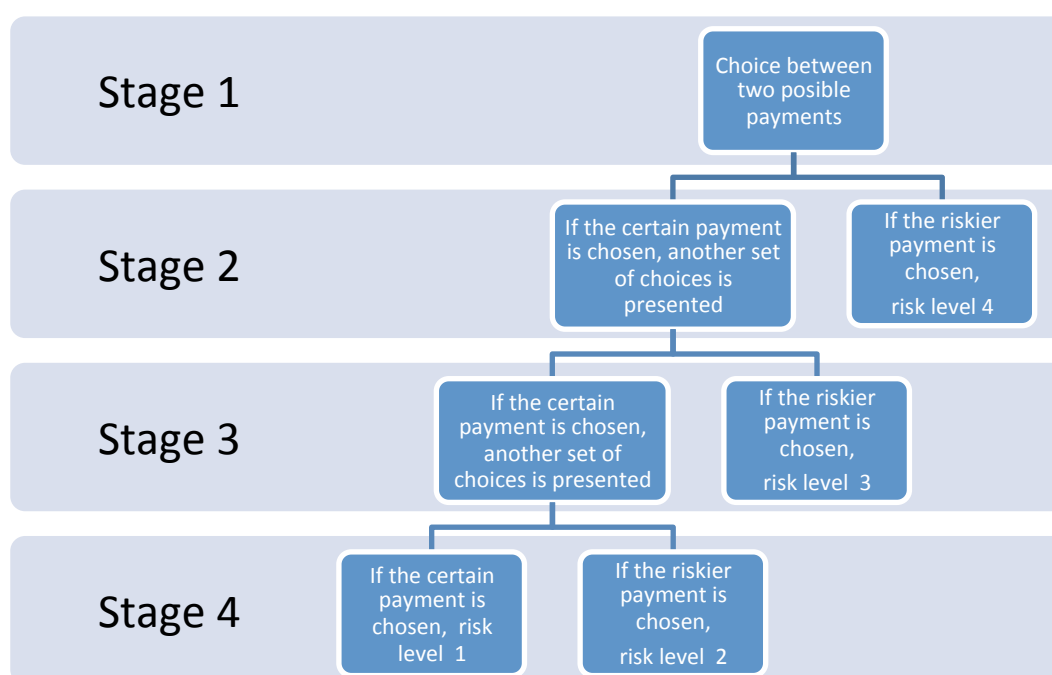 Stage 1
Choice between
two posible
payments
Stage 2
If the certain payment
is chosen, another set
of choices is
presented
If the riskier
payment is
chosen,
risk level 4
Stage 3
If the certain
payment is chosen,
another set of
choices is presented
If the riskier
payment is
chosen,
risk level 3
Stage 4
If the certain
payment is
chosen, risk
level 1
If the riskier
payment is
chosen,
risk level 2